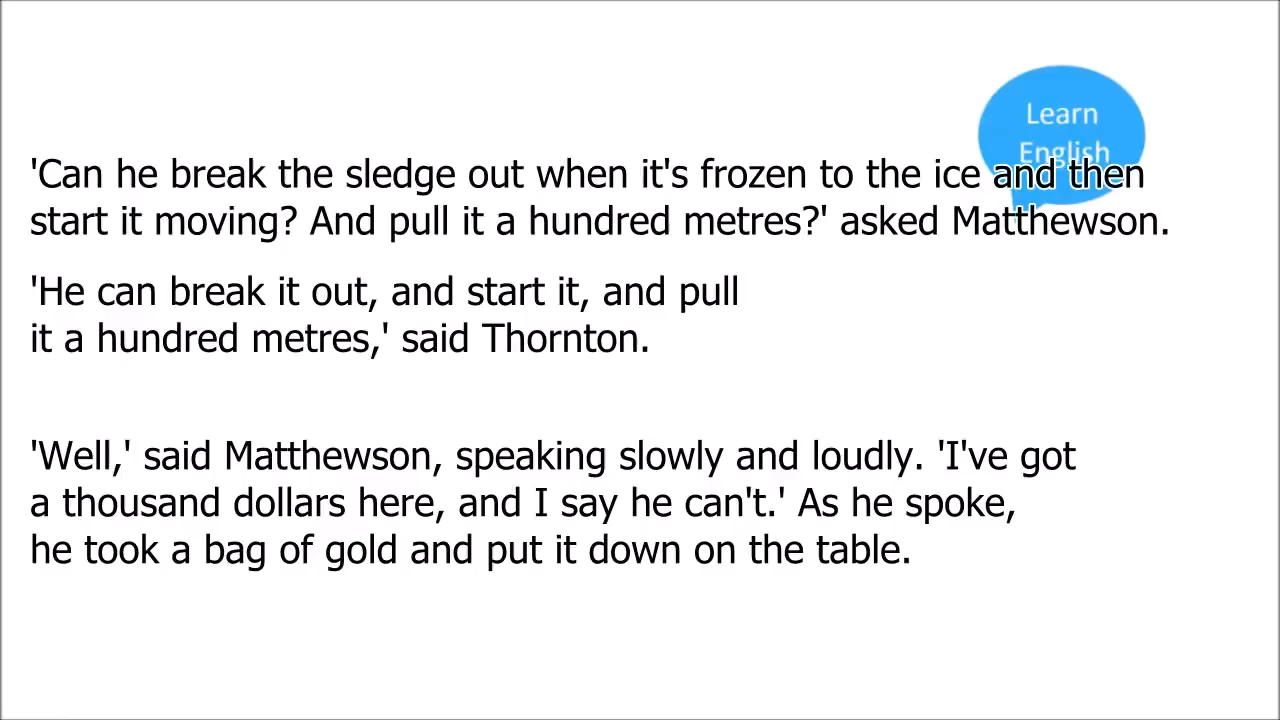 Learn
English
'Can he break the sledge out when it's frozen to the ice and then
start it moving? And pull it a hundred metres?' asked Matthewson.
'He can break it out, and start it, and pull
it a hundred metres,' said Thornton.
'Well,' said Matthewson, speaking slowly and loudly. 'I've got
a thousand dollars here, and I say he can't.' As he spoke,
he took a bag of gold and put it down on the table.